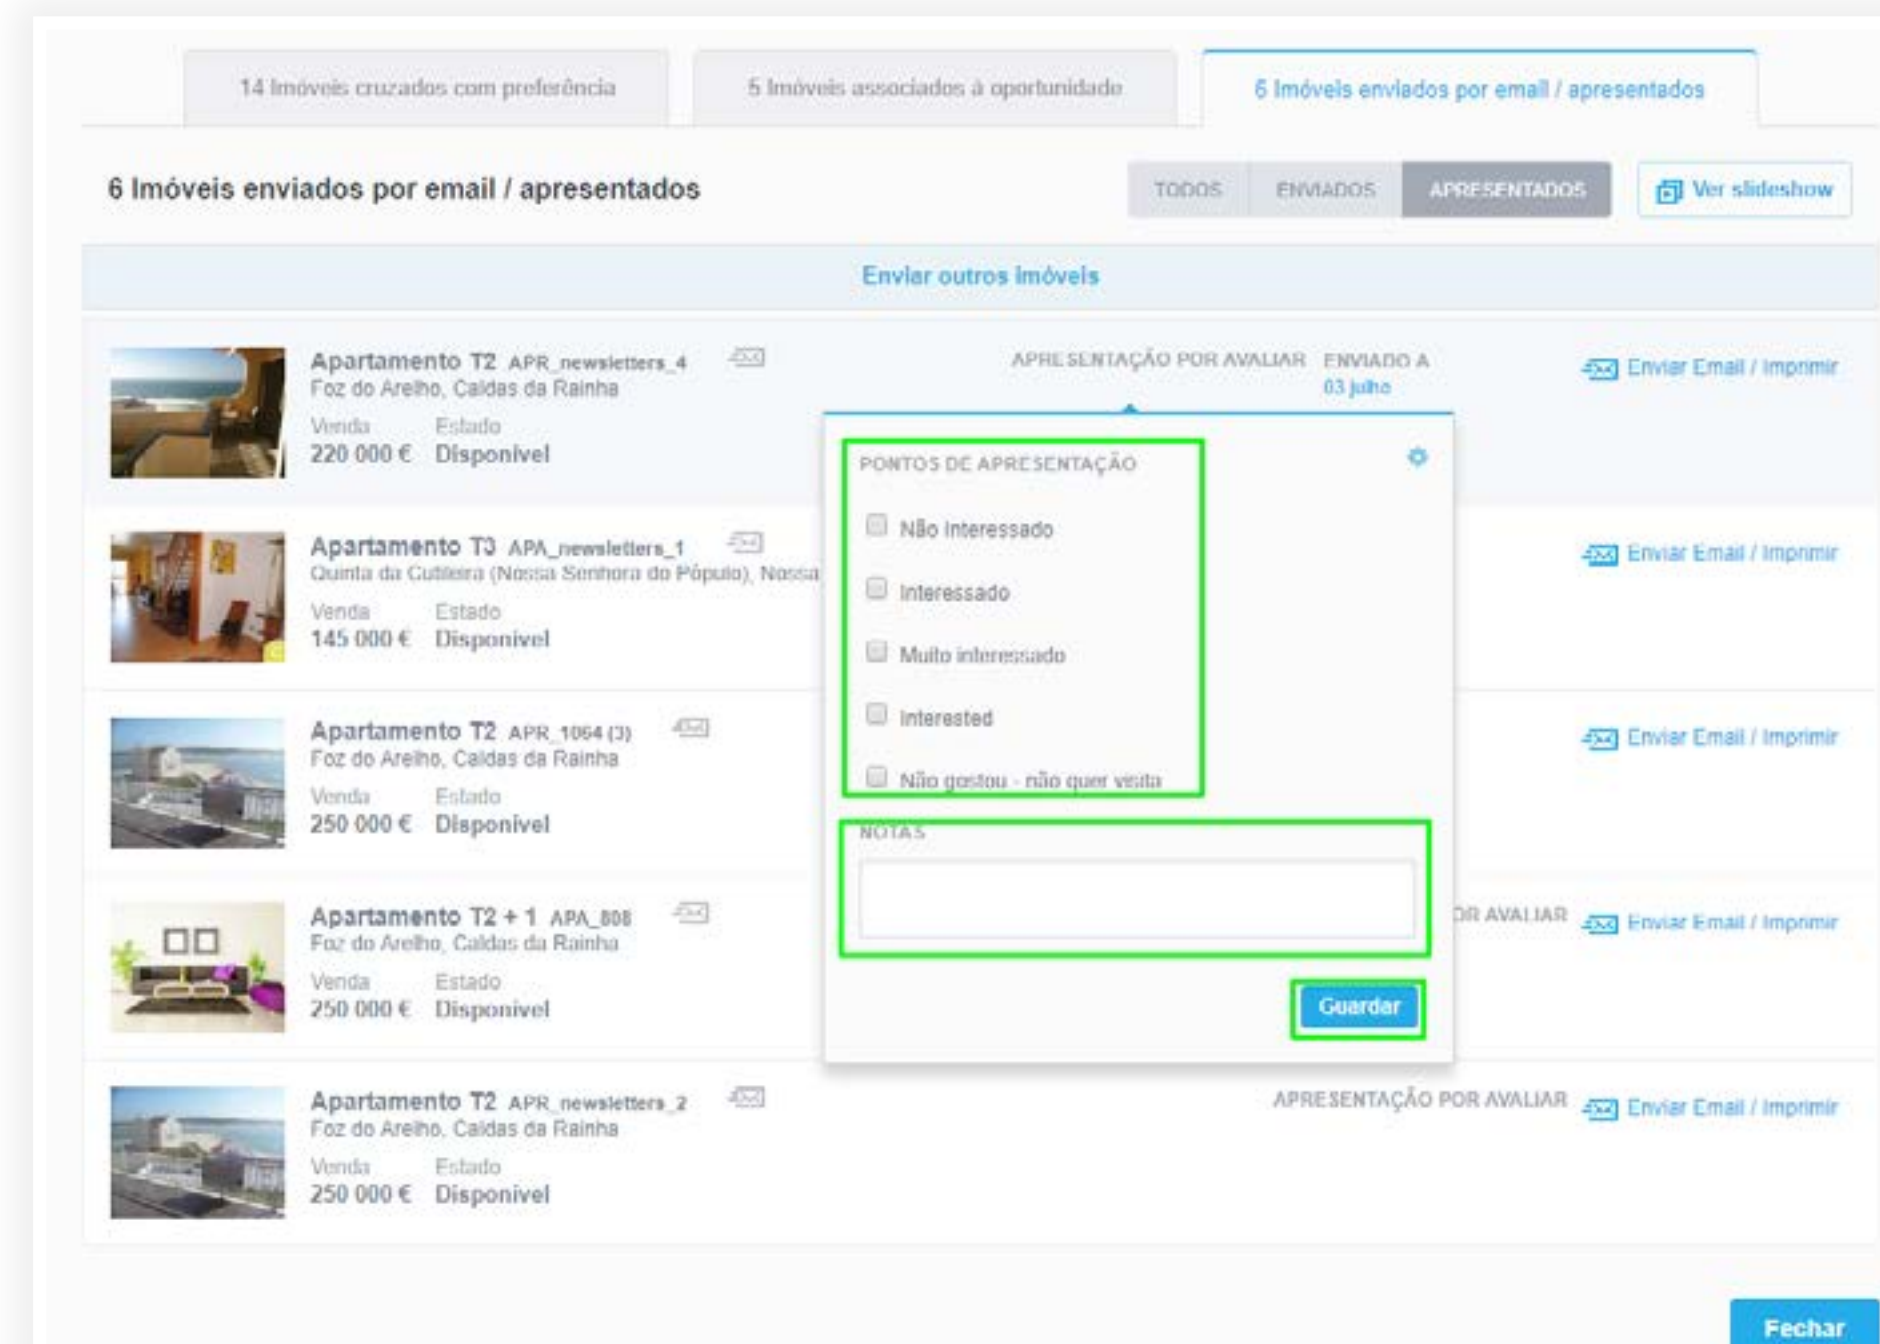 14 Imóveis cruzados com preferência
5 Imóveis associados à oportunidade
6 Imóveis enviados por email / apresentados
6 Imóveis enviados por email / apresentados
TODOS
ENVIADOS
APRESENTADOS
Ver slideshow
Enviar outros imóveis
Apartamento T2 APR_newsletters_4
APRESENTAÇÃO POR AVALIAR
ENVIADO A
Enviar Email / Imprimir
Foz do Arelho, Caldas da Rainha
03 julho
Venda Estado
220 000 € Disponível
PONTOS DE APRESENTAÇÃO
Não Interessado
Interessado
Muito interessado
Interested
Não gostou - não quer visita
NOTAS
Guardar
Apartamento T3 APA_newsletters_1
Enviar Email / Imprimir
Quinta da Cutileira (Nossa Senhora do Pópulo), Nossa
Venda Estado
145 000 € Disponível
Apartamento T2 APR_1064 (3)
Enviar Email / Imprimir
Foz do Arelho, Caldas da Rainha
Venda Estado
250 000 € Disponível
Apartamento T2 + 1 APA_808
OR AVALIAR
Enviar Email / Imprimir
Foz do Arelho, Caldas da Rainha
Venda Estado
250 000 € Disponível
Apartamento T2 APR_newsletters_2
APRESENTAÇÃO POR AVALIAR
Enviar Email / Imprimir
Foz do Arelho, Caldas da Rainha
Venda Estado
250 000 € Disponível
Fechar